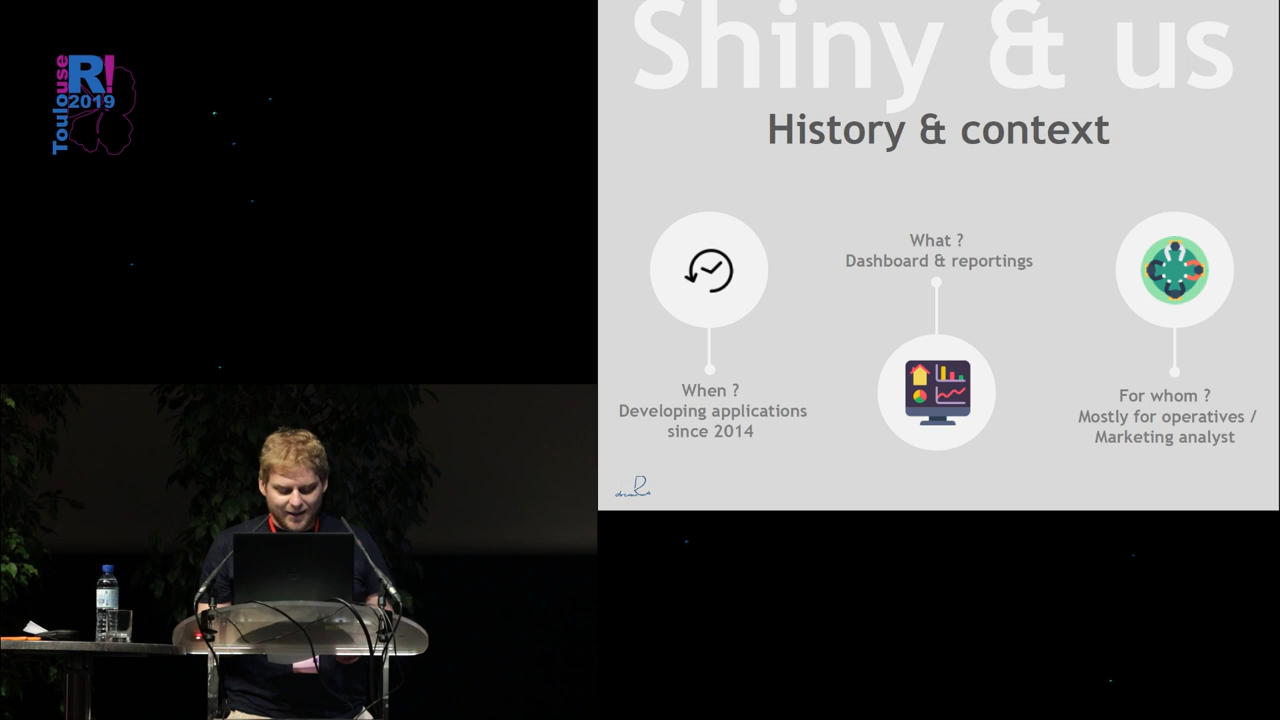 Toulouse
R!
2019
Shiny & us
History & context
What ?
Dashboard & reportings
When ?
Developing applications
since 2014
For whom ?
Mostly for operatives /
Marketing analyst